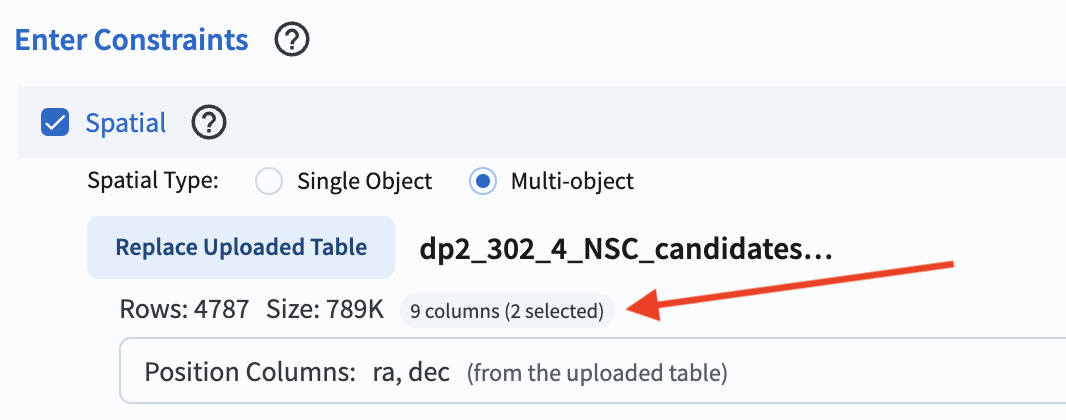 Enter Constraints ?
Spatial ?
Spatial Type: Single Object Multi-object
Replace Uploaded Table dp2_302_4_NSC_candidates...
Rows: 4787 Size: 789K 9 columns (2 selected)
Position Columns: ra, dec (from the uploaded table)